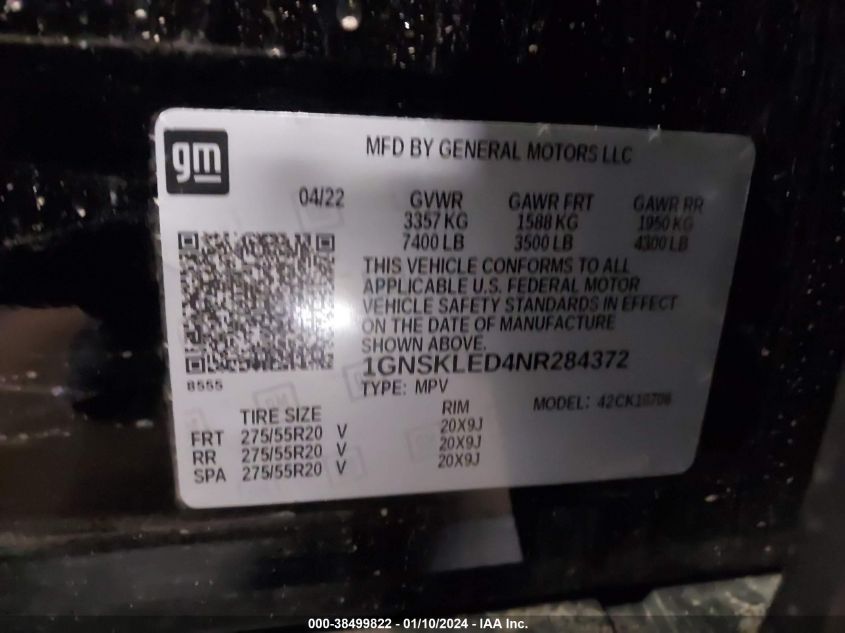 gm
MFD BY GENERAL MOTORS LLC
04/22 GVWR GAWR FRT GAWR RR
3357 KG 1588 KG 1950 KG
7400 LB 3500 LB 4300 LB
THIS VEHICLE CONFORMS TO ALL
APPLICABLE U.S. FEDERAL MOTOR
VEHICLE SAFETY STANDARDS IN EFFECT
ON THE DATE OF MANUFACTURE
SHOWN ABOVE.
1GNSKLED4NR284372
8555
TYPE: MPV MODEL: 42CK10706
TIRE SIZE RIM
FRT 275/55R20 V 20X9J
RR 275/55R20 V 20X9J
SPA 275/55R20 V 20X9J
000-38499822 - 01/10/2024 - IAA Inc.